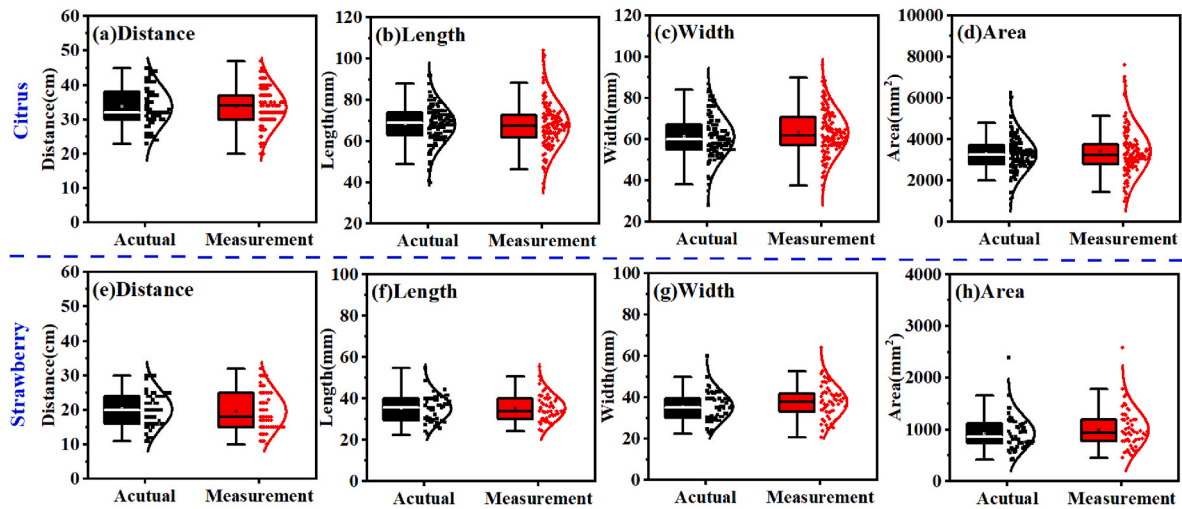 Citrus
(a)Distance
Distance(cm)
60
50
40
30
20
10
0
Acutual Measurement
(b)Length
Length(mm)
120
100
80
60
40
20
Acutual Measurement
(c)Width
Width(mm)
120
100
80
60
40
20
Acutual Measurement
(d)Area
Area(mm²)
10000
8000
6000
4000
2000
0
Acutual Measurement
Strawberry
(e)Distance
Distance(cm)
60
50
40
30
20
10
0
Acutual Measurement
(f)Length
Length(mm)
100
80
60
40
20
0
Acutual Measurement
(g)Width
Width(mm)
100
80
60
40
20
0
Acutual Measurement
(h)Area
Area(mm²)
4000
3000
2000
1000
0
Acutual Measurement